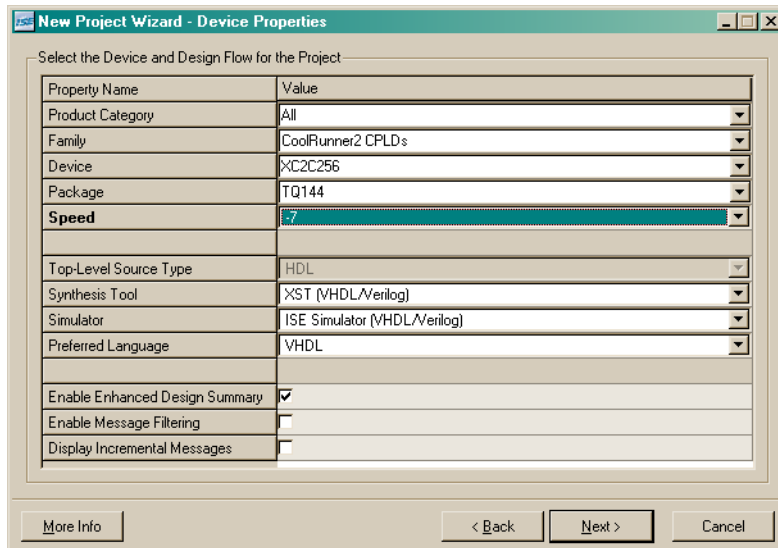 ISE New Project Wizard - Device Properties
Select the Device and Design Flow for the Project
Property Name Value
Product Category All
Family CoolRunner2 CPLDs
Device XC2C256
Package TQ144
Speed -7
Top-Level Source Type HDL
Synthesis Tool XST (VHDL/Verilog)
Simulator ISE Simulator (VHDL/Verilog)
Preferred Language VHDL
Enable Enhanced Design Summary
Enable Message Filtering
Display Incremental Messages
More Info < Back Next > Cancel